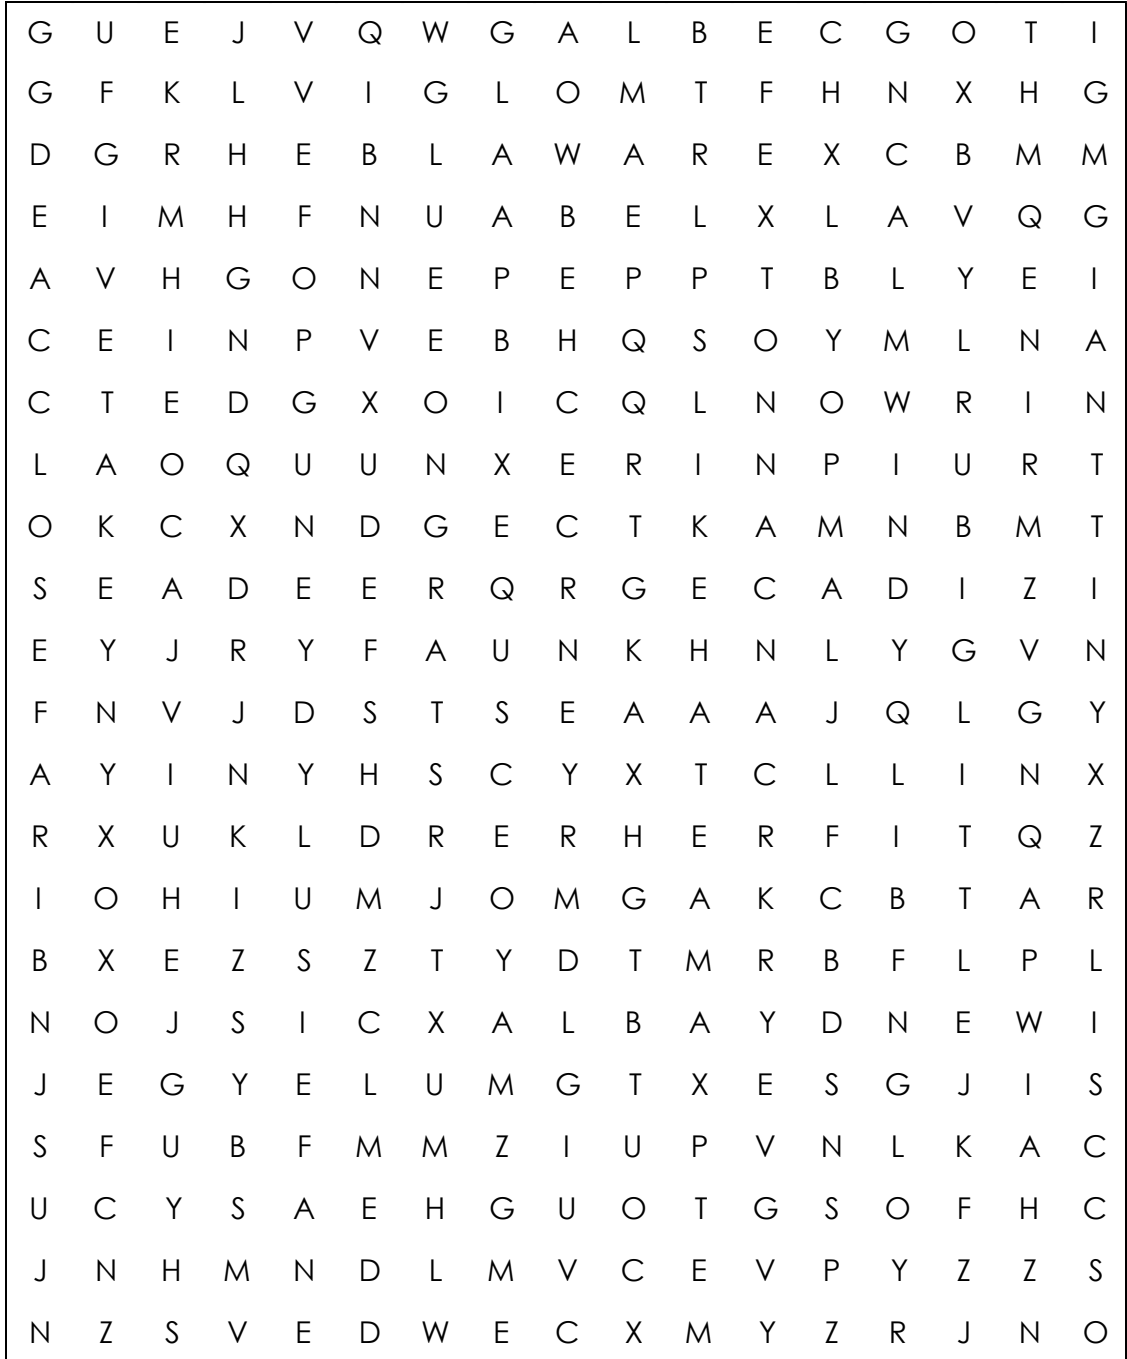 G U E J V Q W G A L B E C G O T I
G F K L V I G L O M T F H N X H G
D G R H E B L A W A R E X C B M M
E I M H F N U A B E L X L A V Q G
A V H G O N E P E P P T B L Y E I
C E I N P V E B H Q S O Y M L N A
C T E D G X O I C Q L N O W R I N
L A O Q U U N X E R I N P I U R T
O K C X N D G E C T K A M N B M T
S E A D E E R Q R G E C A D I Z I
E Y J R Y F A U N K H N L Y G V N
F N V J D S T S E A A A J Q L G Y
A Y I N Y H S C Y X T C L L I N X
R X U K L D R E R H E R F I T Q Z
I O H I U M J O M G A K C B T A R
B X E Z S Z T Y D T M R B F L P L
N O J S I C X A L B A Y D N E W I
J E G Y E L U M G T X E S G J I S
S F U B F M M Z I U P V N L K A C
U C Y S A E H G U O T G S O F H C
J N H M N D L M V C E V P Y Z Z S
N Z S V E D W E C X M Y Z R J N O